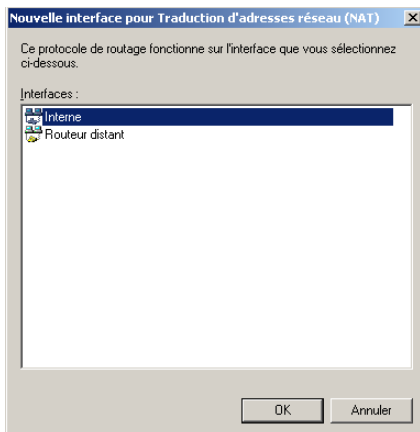 Nouvelle interface pour Traduction d'adresses réseau (NAT)
Ce protocole de routage fonctionne sur l'interface que vous sélectionnez
ci-dessous.
Interfaces :
Interne
Routeur distant
OK
Annuler